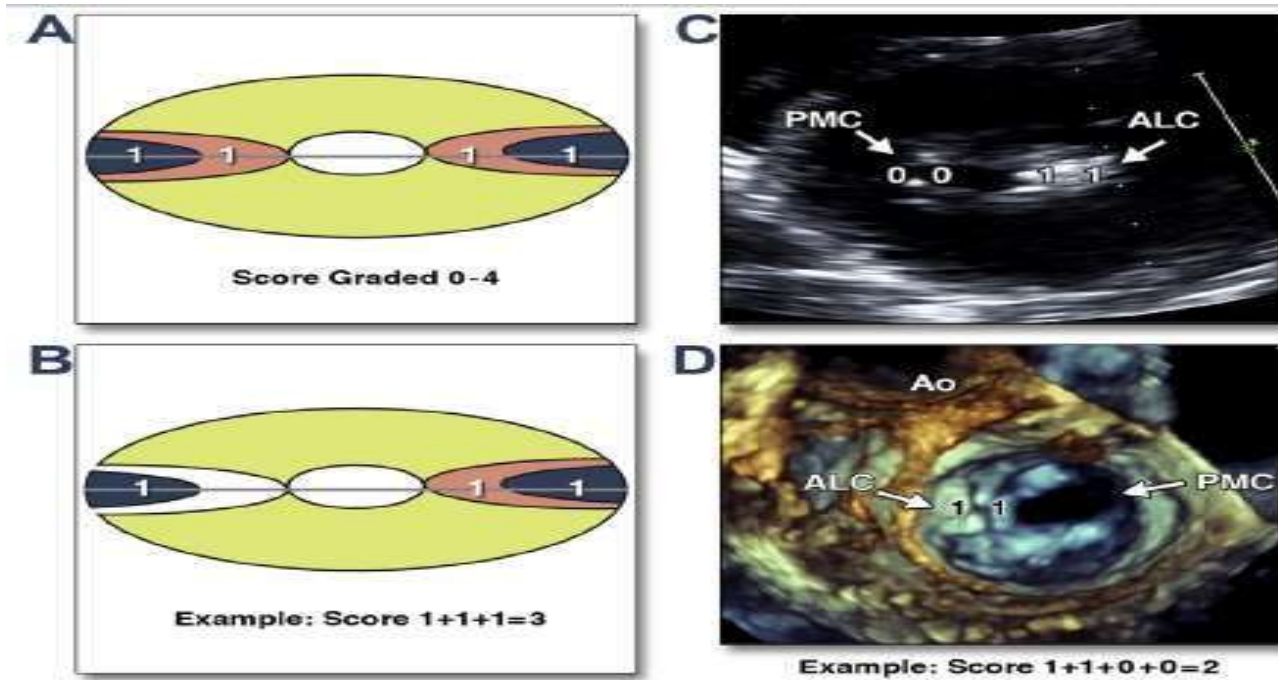 A
1 1 1 1
Score Graded 0-4
B
1 1 1
Example: Score 1+1+1=3
C
PMC
ALC
0 0 1 - 1
D
Ao
ALC
PMC
1 1
Example: Score 1+1+0+0=2